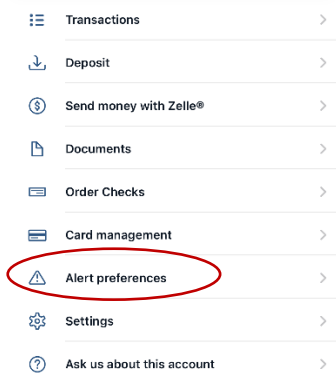 Transactions
Deposit
Send money with Zelle®
Documents
Order Checks
Card management
Alert preferences
Settings
Ask us about this account